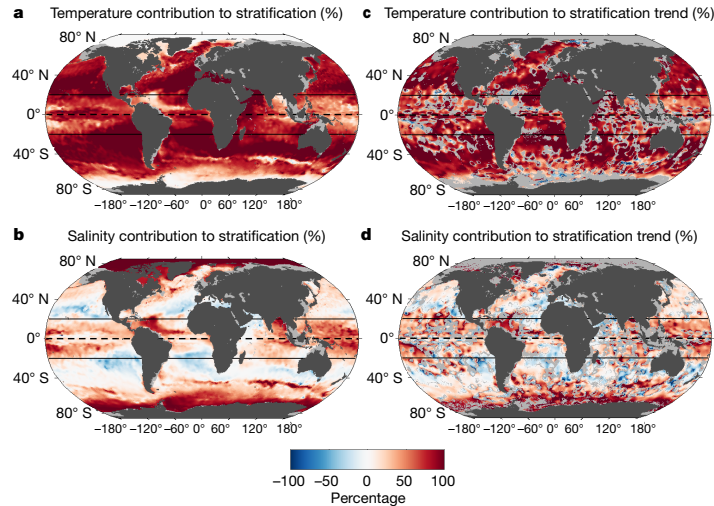 a Temperature contribution to stratification (%)
80° N
40° N
0°
40° S
80° S
−180° −120° −60° 0° 60° 120° 180°
c Temperature contribution to stratification trend (%)
80° N
40° N
0°
40° S
80° S
−180° −120° −60° 0° 60° 120° 180°
b Salinity contribution to stratification (%)
80° N
40° N
0°
40° S
80° S
−180° −120° −60° 0° 60° 120° 180°
d Salinity contribution to stratification trend (%)
80° N
40° N
0°
40° S
80° S
−180° −120° −60° 0° 60° 120° 180°
−100 −50 0 50 100
Percentage